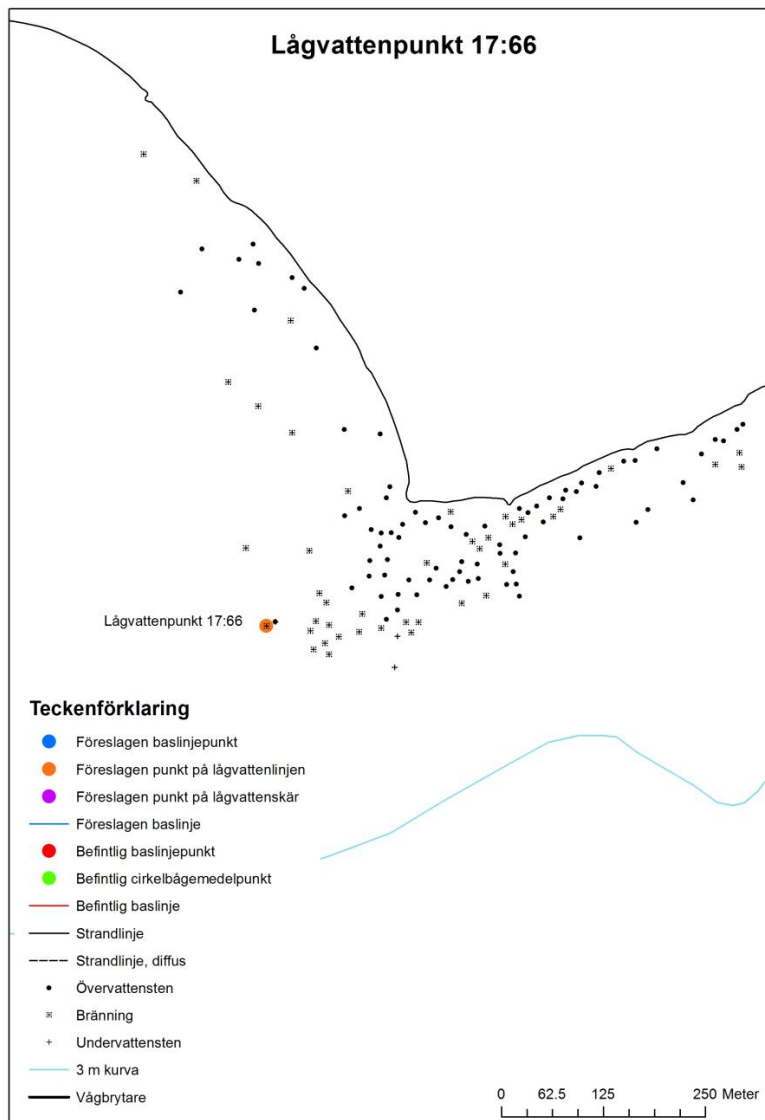 Lågvattenpunkt 17:66
Lågvattenpunkt 17:66
Teckenförklaring
Föreslagen baslinjepunkt
Föreslagen punkt på lågvattenlinjen
Föreslagen punkt på lågvattenskär
Föreslagen baslinje
Befintlig baslinjepunkt
Befintlig cirkelbågemedelpunkt
Befintlig baslinje
Strandlinje
Strandlinje, diffus
Övervattensten
Bränning
Undervattensten
3 m kurva
Vågbrytare
0 62.5 125 250 Meter